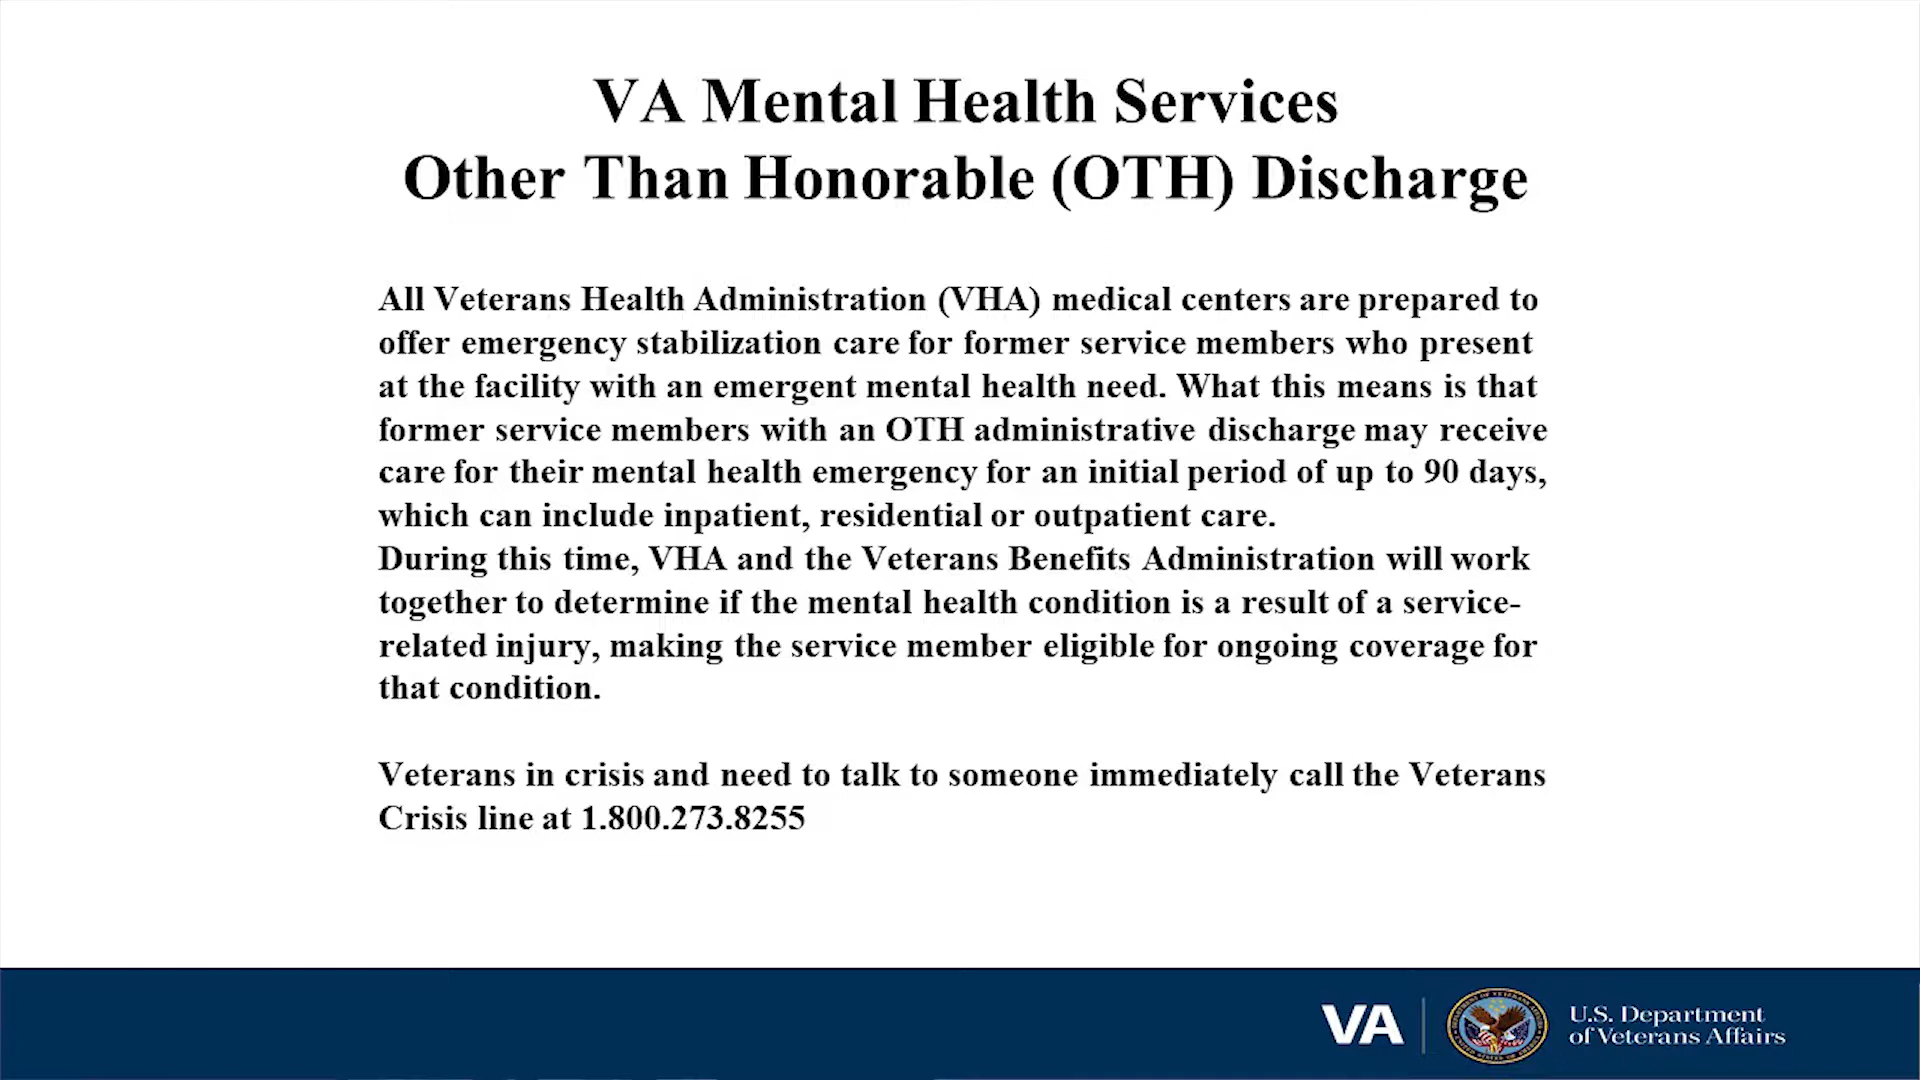 VA Mental Health Services
Other Than Honorable (OTH) Discharge
All Veterans Health Administration (VHA) medical centers are prepared to
offer emergency stabilization care for former service members who present
at the facility with an emergent mental health need. What this means is that
former service members with an OTH administrative discharge may receive
care for their mental health emergency for an initial period of up to 90 days,
which can include inpatient, residential or outpatient care.
During this time, VHA and the Veterans Benefits Administration will work
together to determine if the mental health condition is a result of a service-
related injury, making the service member eligible for ongoing coverage for
that condition.
Veterans in crisis and need to talk to someone immediately call the Veterans
Crisis line at 1.800.273.8255
VA
U.S. Department
of Veterans Affairs